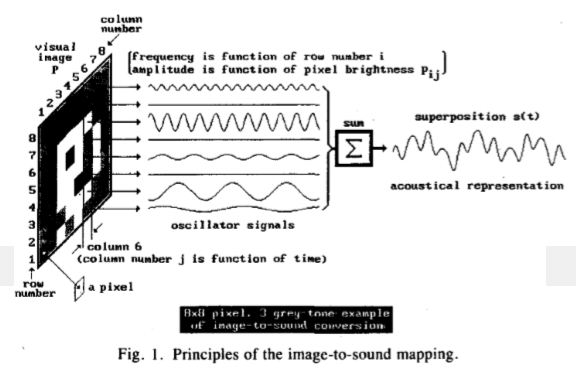 column
number
visual
image
P
1 2 3 4 5 6 7 8
[frequency is function of row number i
amplitude is function of pixel brightness Pij]
8
7
6
5
4
3
2
1
sum
Σ
superposition s(t)
acoustical representation
oscillator signals
column 6
(column number j is function of time)
row
number
a pixel
8x8 pixel, 3 grey-tone example
of image-to-sound conversion
Fig. 1. Principles of the image-to-sound mapping.